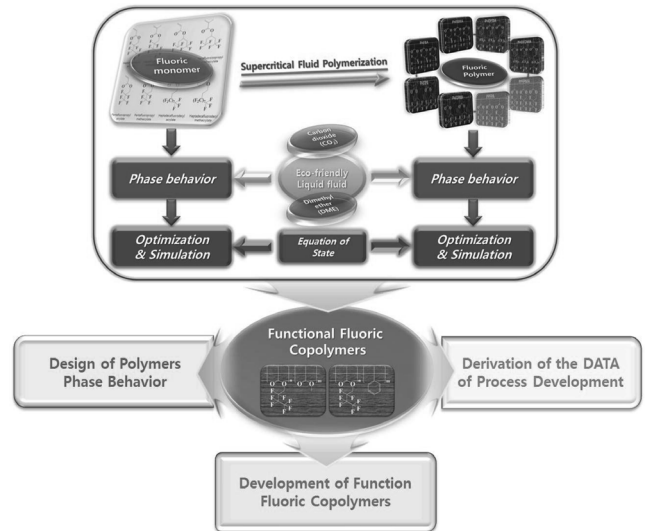 Fluoric
monomer
Supercritical Fluid Polymerization
Fluoric
Polymer
Carbon
dioxide
(CO₂)
Phase behavior
Eco-friendly
Liquid fluid
Phase behavior
Dimethyl
ether
(DME)
Optimization
& Simulation
Equation of
State
Optimization
& Simulation
Functional Fluoric
Copolymers
Design of Polymers
Phase Behavior
Derivation of the DATA
of Process Development
Development of Function
Fluoric Copolymers